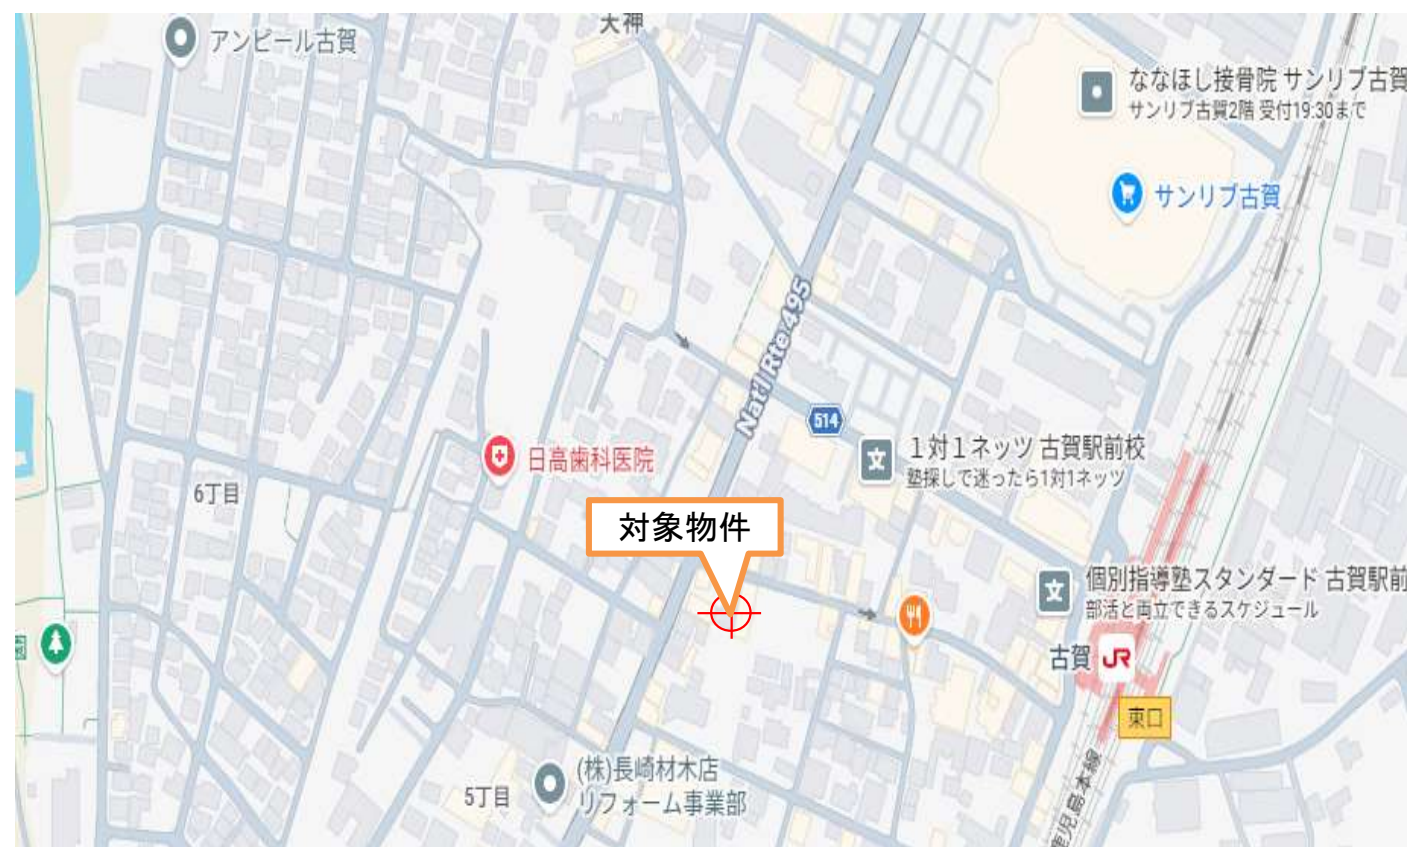 アンピール古賀
天神
ななほし接骨院 サンリブ古賀
サンリブ古賀2階 受付19:30まで
サンリブ古賀
Nat'l Rte 495
514
1対1ネッツ 古賀駅前校
塾探しで迷ったら1対1ネッツ
日高歯科医院
6丁目
対象物件
個別指導塾スタンダード 古賀駅前
部活と両立できるスケジュール
古賀 JR
東口
(株)長崎材木店
リフォーム事業部
5丁目
鹿児島本線